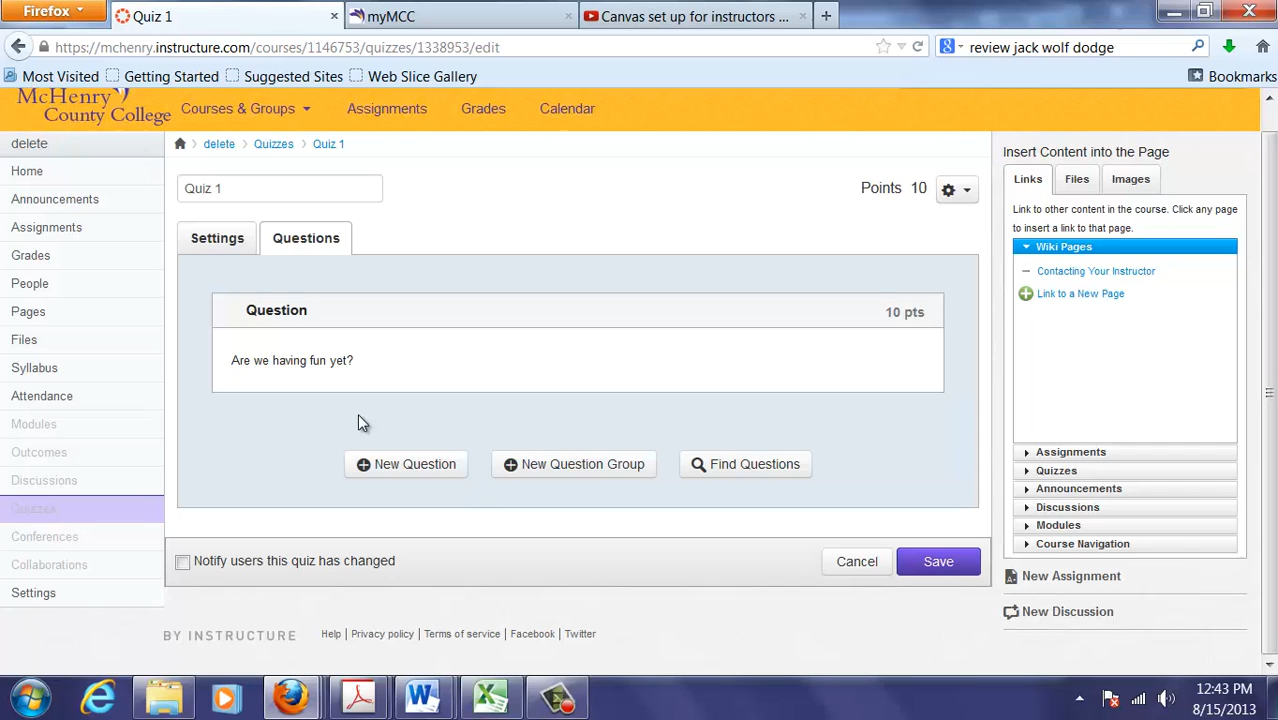 Firefox
Quiz 1
myMCC
Canvas set up for instructors ...
https://mchenry.instructure.com/courses/1146753/quizzes/1338953/edit
review jack wolf dodge
Most Visited
Getting Started
Suggested Sites
Web Slice Gallery
Bookmarks
McHenry
County College
Courses & Groups
Assignments
Grades
Calendar
delete
delete
Quizzes
Quiz 1
Home
Announcements
Assignments
Grades
People
Pages
Files
Syllabus
Attendance
Modules
Outcomes
Discussions
Quizzes
Conferences
Collaborations
Settings
Quiz 1
Points 10
Settings
Questions
Question
10 pts
Are we having fun yet?
New Question
New Question Group
Find Questions
Notify users this quiz has changed
Cancel
Save
Insert Content into the Page
Links
Files
Images
Link to other content in the course. Click any page
to insert a link to that page.
Wiki Pages
Contacting Your Instructor
Link to a New Page
Assignments
Quizzes
Announcements
Discussions
Modules
Course Navigation
New Assignment
New Discussion
BY INSTRUCTURE
Help | Privacy policy | Terms of service | Facebook | Twitter
12:43 PM
8/15/2013